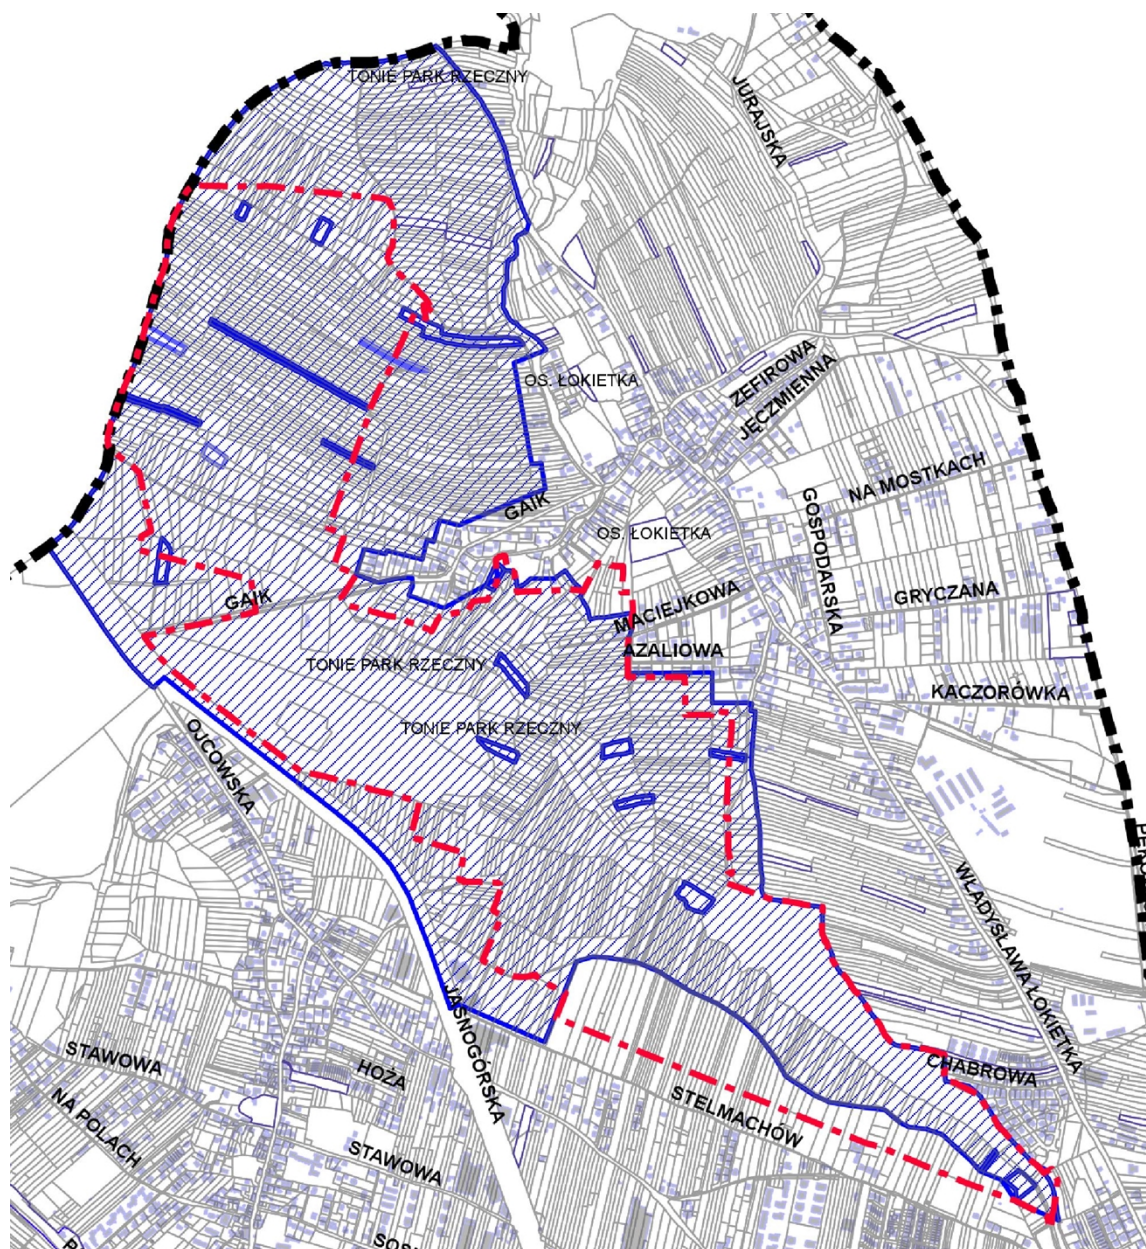 TONIE PARK RZECZNY
JURAJSKA
ZEFIROWA
OS. ŁOKIETKA
JĘCZMIENNA
NA MOSTKACH
GAIK
GOSPODARSKA
OS. ŁOKIETKA
GAIK
GRYCZANA
MACIEJKOWA
AZALIOWA
TONIE PARK RZECZNY
KACZORÓWKA
TONIE PARK RZECZNY
OJCOWSKA
WŁADYSŁAWA ŁOKIETKA
JASNOGÓRSKA
STAWOWA
HOŻA
CHABROWA
STELMACHÓW
NA POLACH
STAWOWA